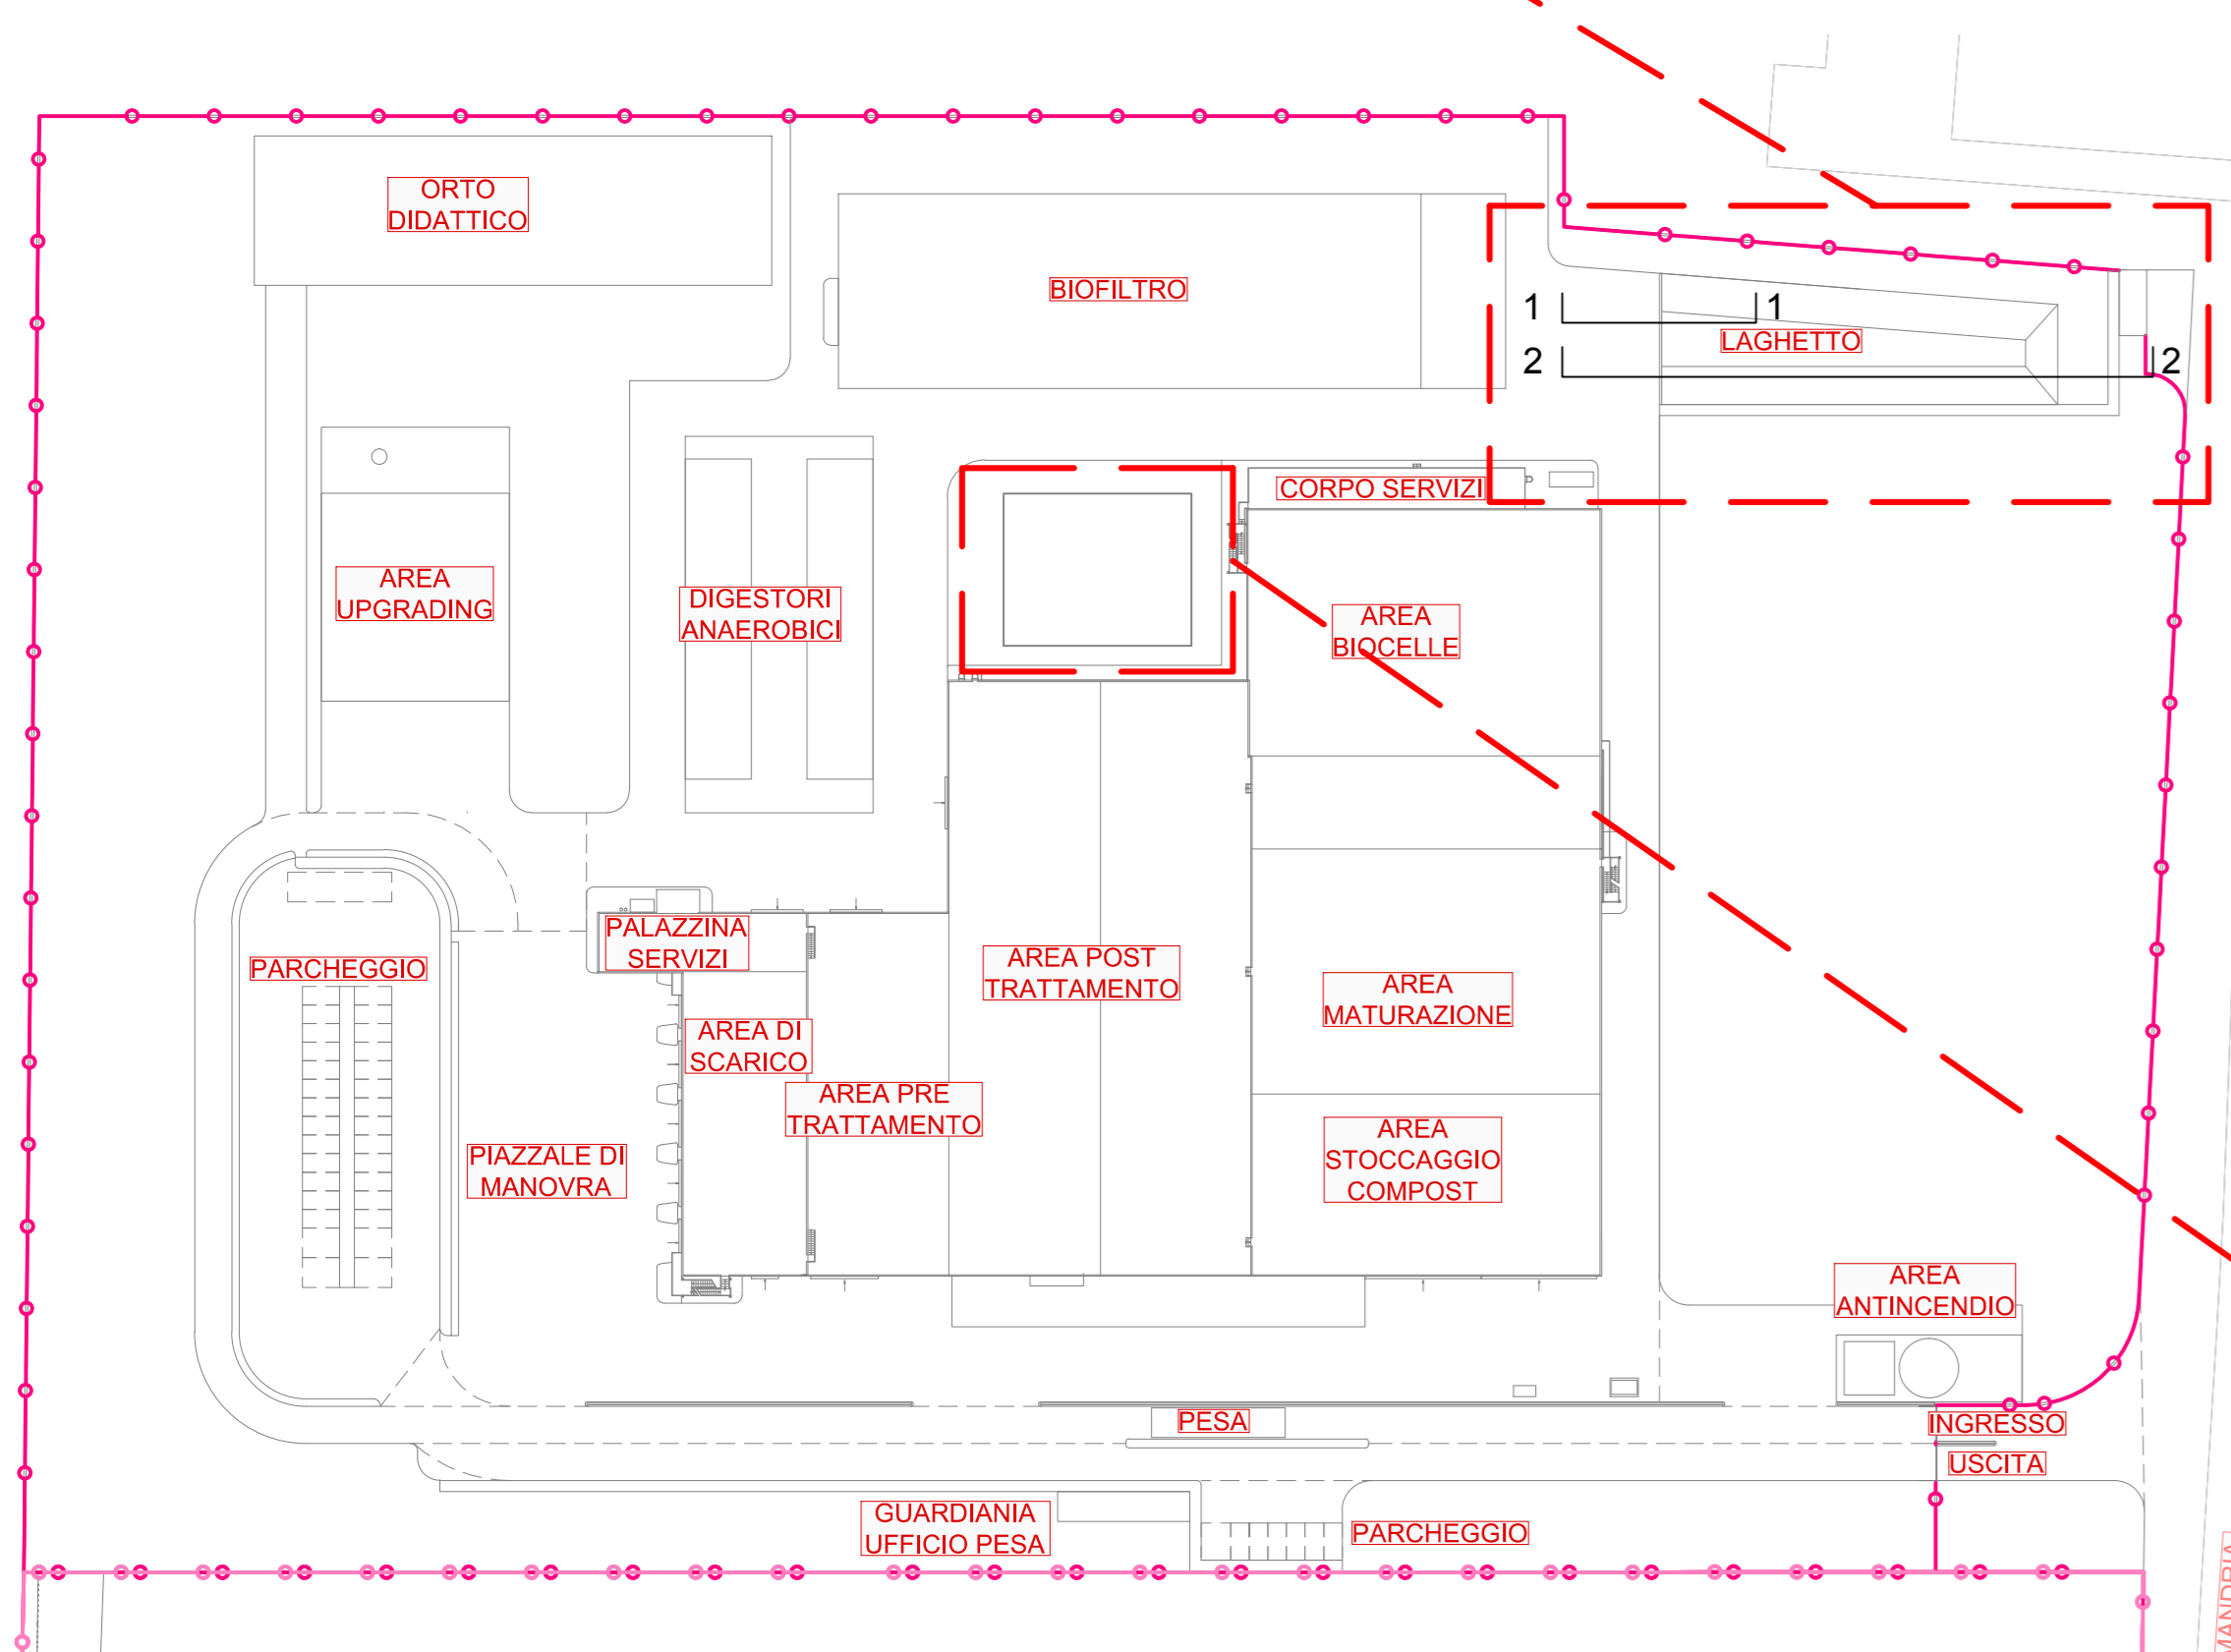 ORTO
DIDATTICO
BIOFILTRO
1
1
LAGHETTO
2
2
CORPO SERVIZI
AREA
UPGRADING
DIGESTORI
ANAEROBICI
AREA
BIOCELLE
PALAZZINA
SERVIZI
PARCHEGGIO
AREA POST
TRATTAMENTO
AREA
MATURAZIONE
AREA DI
SCARICO
AREA PRE
TRATTAMENTO
AREA
STOCCAGGIO
COMPOST
PIAZZALE DI
MANOVRA
AREA
ANTINCENDIO
PESA
INGRESSO
USCITA
GUARDIANIA
UFFICIO PESA
PARCHEGGIO
MANDRIA